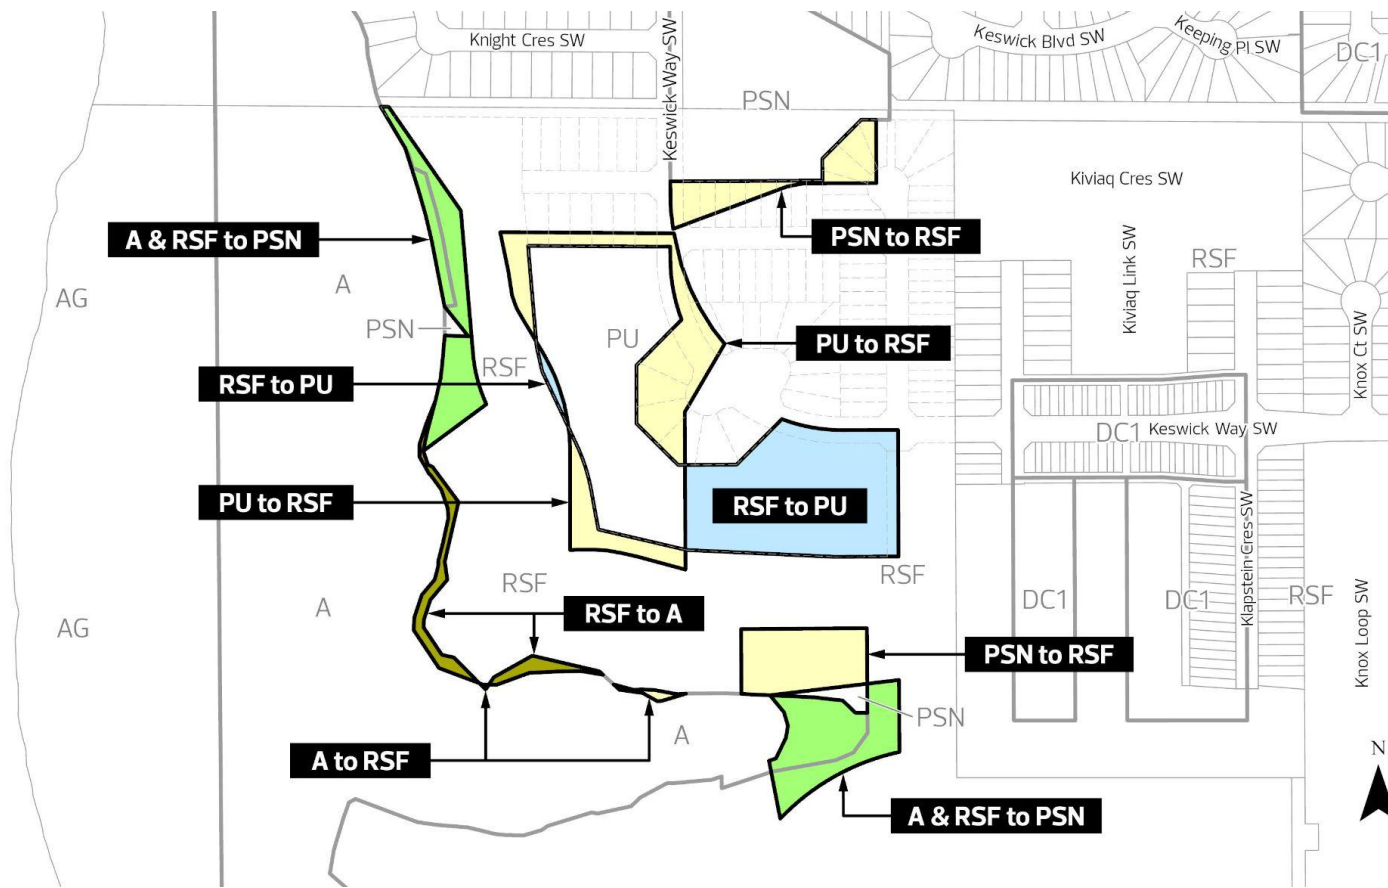 Knight Cres SW
Keswick Way SW
Keswick Blvd SW
Keeping Pl SW
DC1
PSN
Kiviaq Cres SW
A & RSF to PSN
PSN to RSF
Kiviaq Link SW
RSF
AG
A
PSN
PU
PU to RSF
Knox Ct SW
RSF
RSF to PU
DC1
Keswick Way SW
PU to RSF
RSF to PU
Klapstein Cres SW
RSF
RSF
AG
A
RSF to A
DC1
DC1
RSF
Knox Loop SW
PSN to RSF
PSN
A
N
A to RSF
A & RSF to PSN